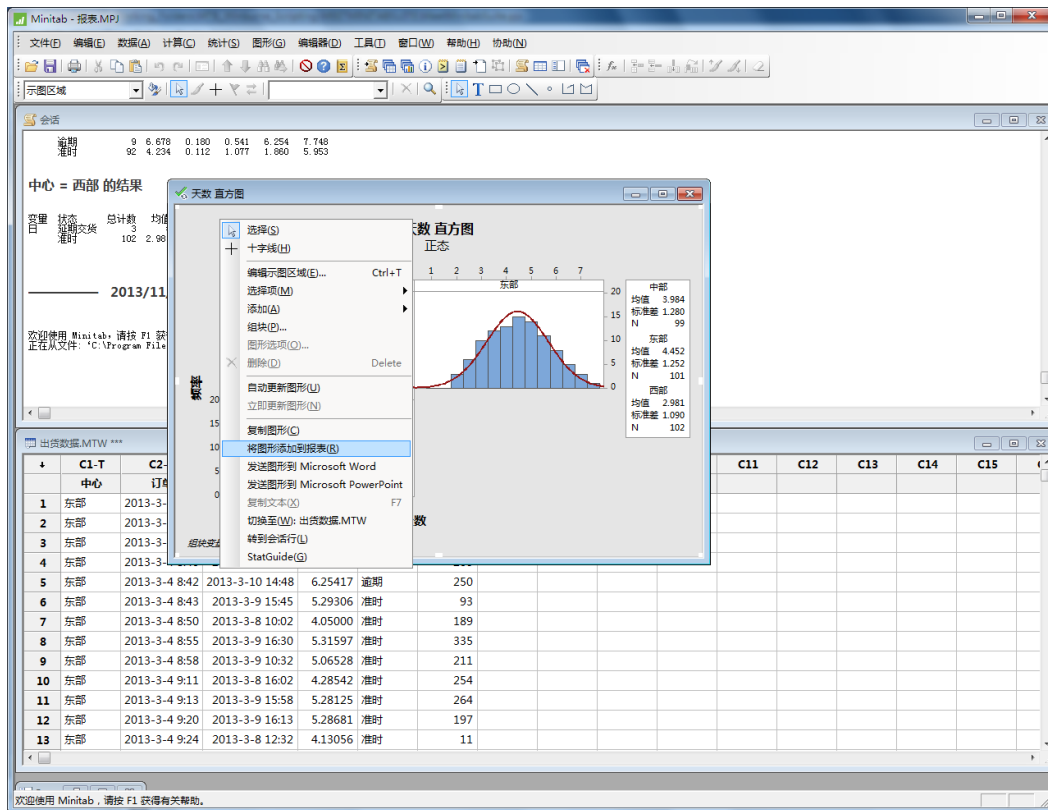 Minitab - 报表.MPJ
文件(F) 编辑(E) 数据(A) 计算(C) 统计(S) 图形(G) 编辑器(D) 工具(T) 窗口(W) 帮助(H) 协助(N)
示图区域
会话
逾期 9 6.678 0.180 0.541 6.254 7.748
准时 92 4.234 0.112 1.077 1.860 5.953
中心 = 西部 的结果
变量 状态 总计数 均值
日 延期交货 3
准时 102 2.98
2013/11/
欢迎使用 Minitab，请按 F1 获
正在从文件: 'C:\Program File
天数 直方图
天数 直方图
正态
1 2 3 4 5 6 7
东部
20
15
10
5
0
中部
均值 3.984
标准差 1.280
N 99
东部
均值 4.452
标准差 1.252
N 101
西部
均值 2.981
标准差 1.090
N 102
频率
20
15
10
5
0
数
组块变
选择(S)
十字线(H)
编辑示图区域(E)... Ctrl+T
选择项(M)
添加(A)
组块(P)...
图形选项(O)...
删除(D) Delete
自动更新图形(U)
立即更新图形(N)
复制图形(C)
将图形添加到报表(R)
发送图形到 Microsoft Word
发送图形到 Microsoft PowerPoint
复制文本(X) F7
切换至(W): 出货数据.MTW
转到会话行(L)
StatGuide(G)
出货数据.MTW ***
C1-T C2- C11 C12 C13 C14 C15
中心 订单
1 东部 2013-3-
2 东部 2013-3-
3 东部 2013-3-
4 东部
5 东部 2013-3-4 8:42 2013-3-10 14:48 6.25417 逾期 250
6 东部 2013-3-4 8:43 2013-3-9 15:45 5.29306 准时 93
7 东部 2013-3-4 8:50 2013-3-8 10:02 4.05000 准时 189
8 东部 2013-3-4 8:55 2013-3-9 16:30 5.31597 准时 335
9 东部 2013-3-4 8:58 2013-3-9 10:32 5.06528 准时 211
10 东部 2013-3-4 9:11 2013-3-8 16:02 4.28542 准时 254
11 东部 2013-3-4 9:13 2013-3-9 15:58 5.28125 准时 264
12 东部 2013-3-4 9:20 2013-3-9 16:13 5.28681 准时 197
13 东部 2013-3-4 9:24 2013-3-8 12:32 4.13056 准时 11
欢迎使用 Minitab，请按 F1 获得有关帮助。